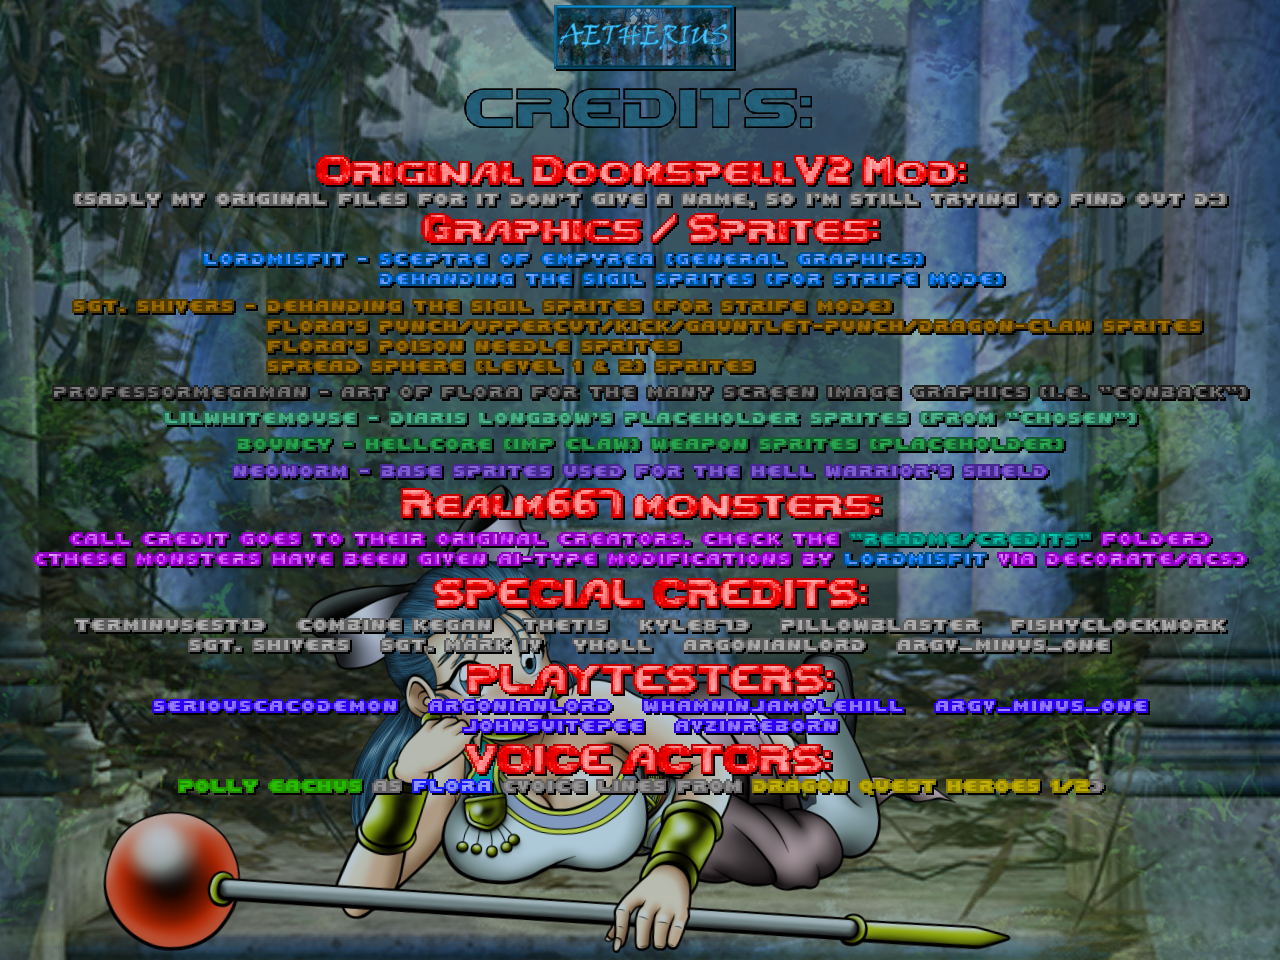 AETHERIUS
CREDITS:
ORIGINAL DOOMSPELLV2 MOD:
(SADLY MY ORIGINAL FILES FOR IT DON'T GIVE A NAME, SO I'M STILL TRYING TO FIND OUT D:)
GRAPHICS / SPRITES:
LORDMISFIT - SCEPTRE OF EMPYREA (GENERAL GRAPHICS)
DEHANDING THE SIGIL SPRITES (FOR STRIFE MODE)
SGT. SHIVERS - DEHANDING THE SIGIL SPRITES (FOR STRIFE MODE)
FLORA'S PUNCH/UPPERCUT/KICK/GAUNTLET-PUNCH/DRAGON-CLAW SPRITES
FLORA'S POISON NEEDLE SPRITES
SPREAD SPHERE (LEVEL 1 & 2) SPRITES
PROFESSORMEGAMAN - ART OF FLORA FOR THE MANY SCREEN IMAGE GRAPHICS (I.E. "CONBACK")
LILWHITEMOUSE - DIARIS LONGBOW'S PLACEHOLDER SPRITES (FROM "CHOSEN")
BOUNCY - HELLCORE (IMP CLAW) WEAPON SPRITES (PLACEHOLDER)
NEOWORM - BASE SPRITES USED FOR THE HELL WARRIOR'S SHIELD
REALM667 MONSTERS:
(ALL CREDIT GOES TO THEIR ORIGINAL CREATORS. CHECK THE "README/CREDITS" FOLDER)
(THESE MONSTERS HAVE BEEN GIVEN AI-TYPE MODIFICATIONS BY LORDMISFIT VIA DECORATE/ACS)
SPECIAL CREDITS:
TERMINUSEST13 COMBINE KEGAN THETIS KYLE873 PILLOWBLASTER FISHYCLOCKWORK
SGT. SHIVERS SGT. MARK IV YHOLL ARGONIANLORD ARGV_MINUS_ONE
PLAYTESTERS:
SERIOUSCACODEMON ARGONIANLORD WHAMNINJAMOLEHILL ARGV_MINUS_ONE
JOHNSUITEPEE AYZINREBORN
VOICE ACTORS:
POLLY EACHUS AS FLORA (VOICE LINES FROM DRAGON QUEST HEROES 1/2)